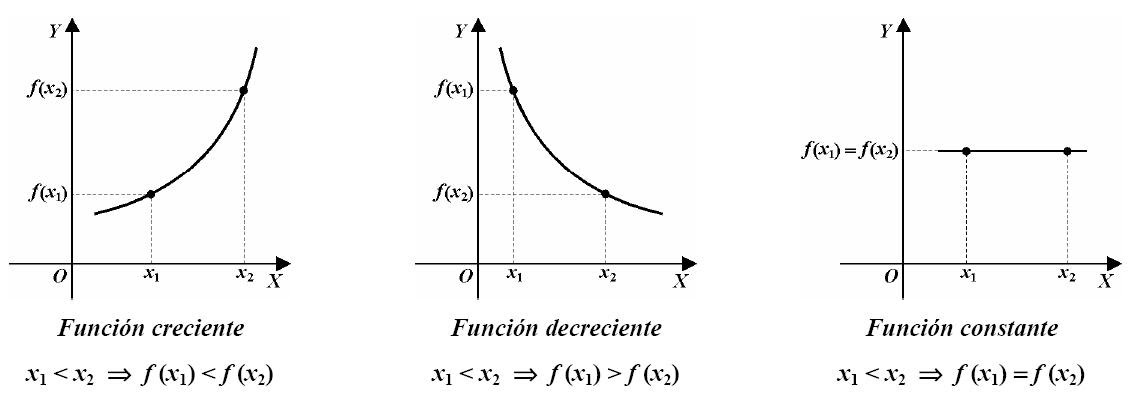 Y
f(x₂)
f(x₁)
O
x₁
x₂
X
Función creciente
x₁ < x₂ ⇒ f(x₁) < f(x₂)
Y
f(x₁)
f(x₂)
O
x₁
x₂
X
Función decreciente
x₁ < x₂ ⇒ f(x₁) > f(x₂)
Y
f(x₁) = f(x₂)
O
x₁
x₂
X
Función constante
x₁ < x₂ ⇒ f(x₁) = f(x₂)